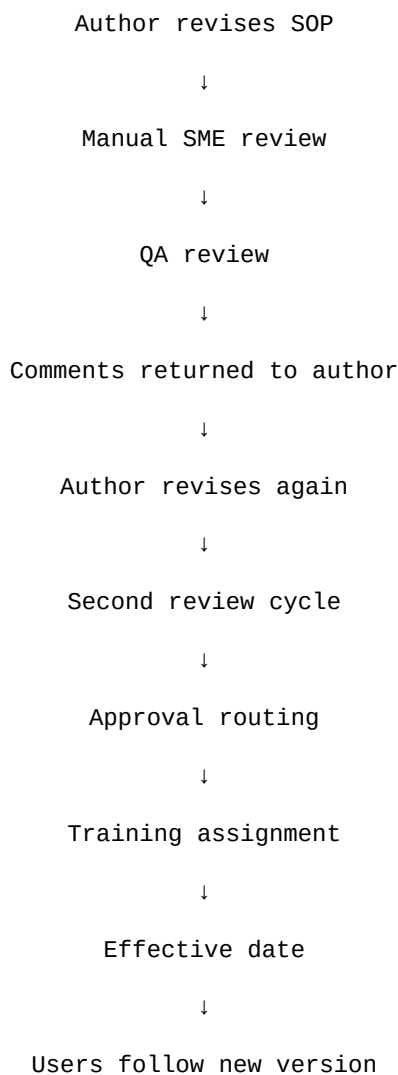 Author revises SOP
↓
Manual SME review
↓
QA review
↓
Comments returned to author
↓
Author revises again
↓
Second review cycle
↓
Approval routing
↓
Training assignment
↓
Effective date
↓
Users follow new version